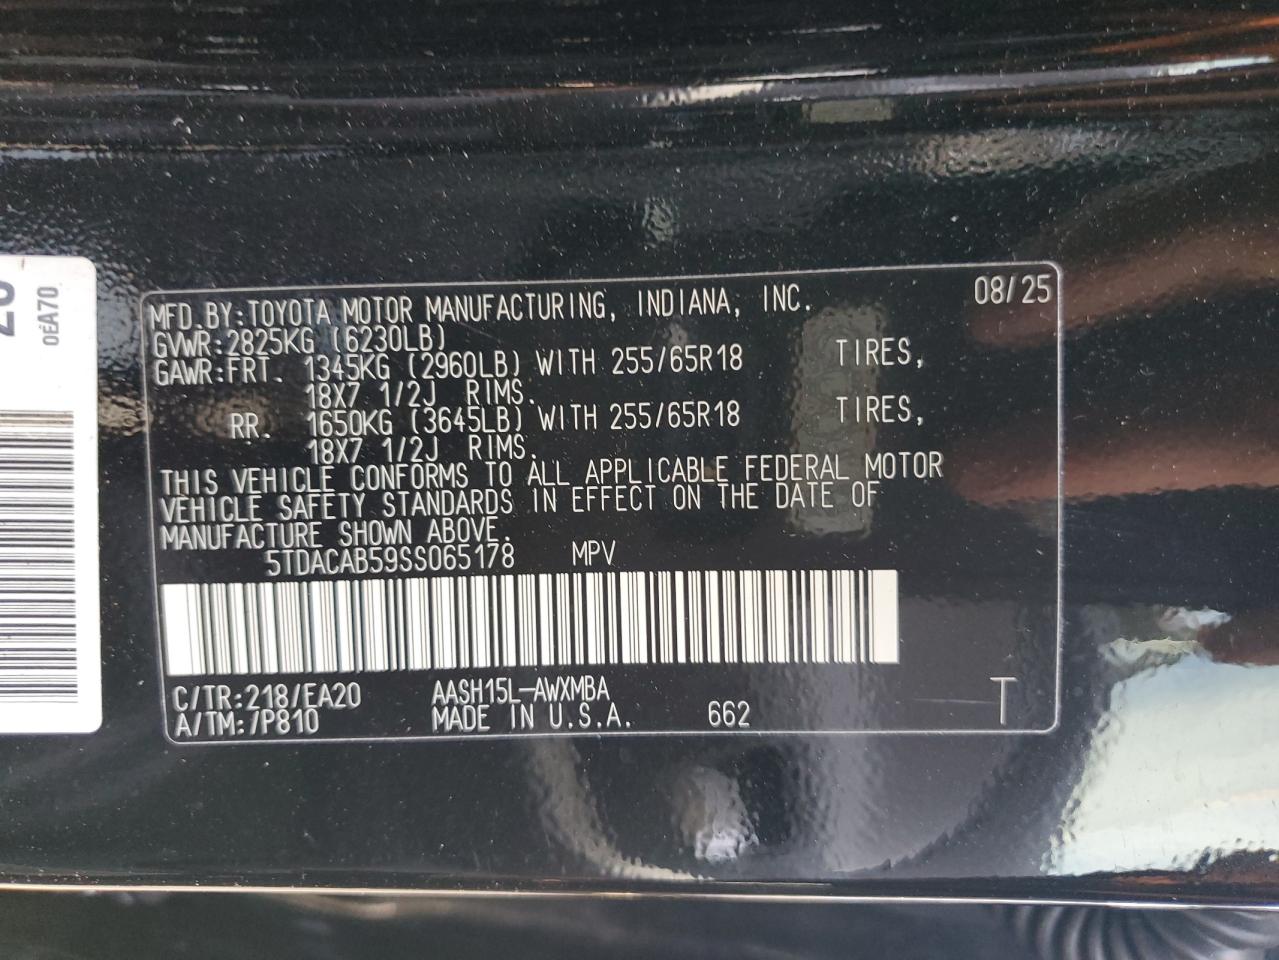 MFD.BY:TOYOTA MOTOR MANUFACTURING, INDIANA, INC. 08/25
GVWR:2825KG (6230LB)
GAWR:FRT. 1345KG (2960LB) WITH 255/65R18 TIRES,
18X7 1/2J RIMS.
RR. 1650KG (3645LB) WITH 255/65R18 TIRES,
18X7 1/2J RIMS.
THIS VEHICLE CONFORMS TO ALL APPLICABLE FEDERAL MOTOR
VEHICLE SAFETY STANDARDS IN EFFECT ON THE DATE OF
MANUFACTURE SHOWN ABOVE.
5TDACAB59SS065178 MPV
C/TR:218/EA20 AASH15L-AWXMBA
A/TM:7P810 MADE IN U.S.A. 662 T
0EA70